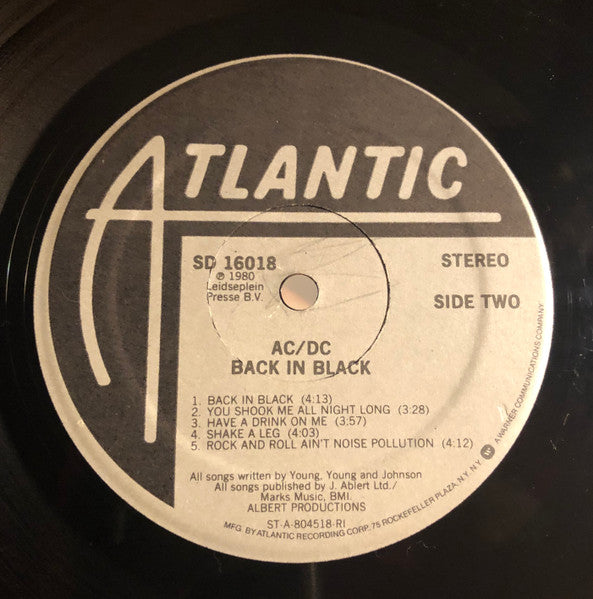 ATLANTIC
SD 16018
℗ 1980
Leidseplein
Presse B.V.
STEREO
SIDE TWO
AC/DC
BACK IN BLACK
1. BACK IN BLACK (4:13)
2. YOU SHOOK ME ALL NIGHT LONG (3:28)
3. HAVE A DRINK ON ME (3:57)
4. SHAKE A LEG (4:03)
5. ROCK AND ROLL AIN'T NOISE POLLUTION (4:12)
All songs written by Young, Young and Johnson
All songs published by J. Ablert Ltd./
Marks Music, BMI.
ALBERT PRODUCTIONS
ST-A-804518-RI
MFG. BY ATLANTIC RECORDING CORP., 75 ROCKEFELLER PLAZA, N.Y. N.Y. A WARNER COMMUNICATIONS COMPANY